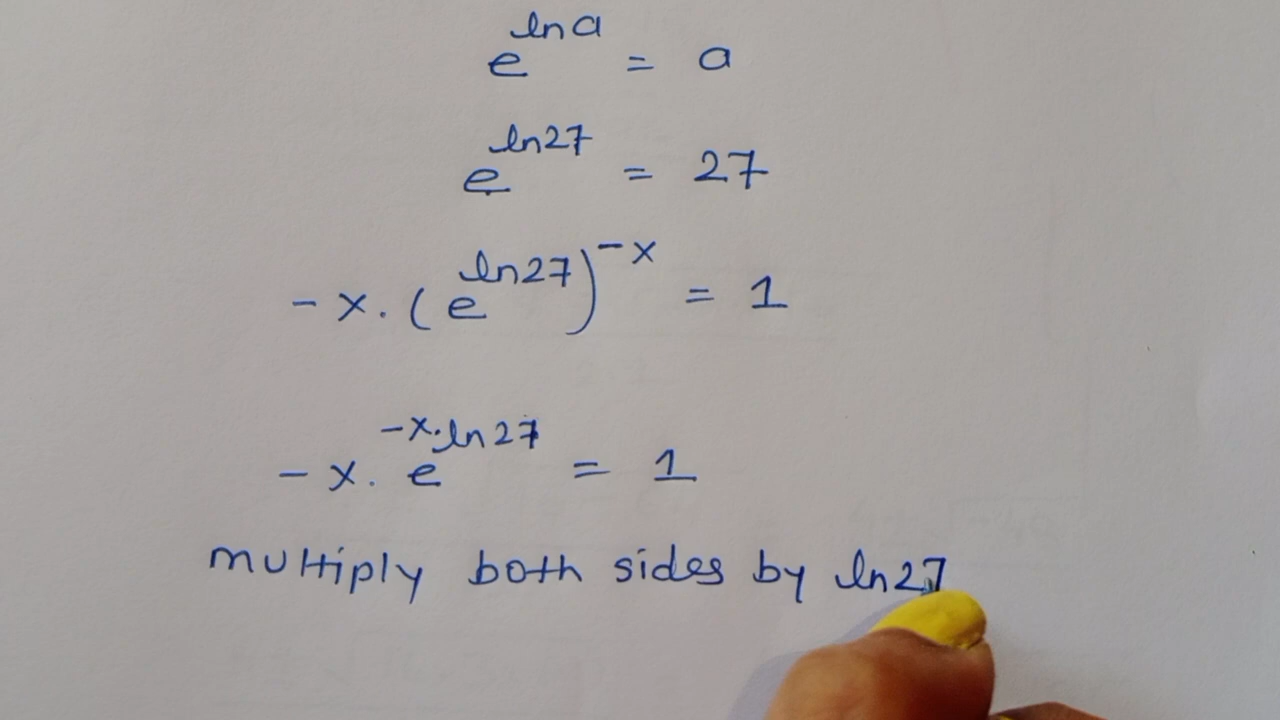 e^{ln a} = a
e^{ln27} = 27
- x. (e^{ln27})^{-x} = 1
- x. e^{-x.ln27} = 1
multiply both sides by ln27